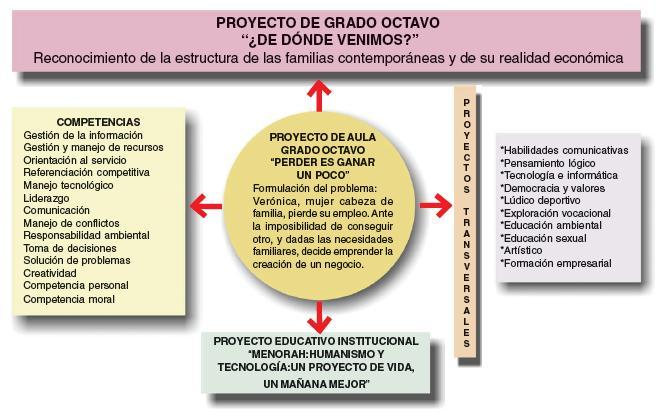 PROYECTO DE GRADO OCTAVO
“¿DE DÓNDE VENIMOS?”
Reconocimiento de la estructura de las familias contemporáneas y de su realidad económica
COMPETENCIAS
Gestión de la información
Gestión y manejo de recursos
Orientación al servicio
Referenciación competitiva
Manejo tecnológico
Liderazgo
Comunicación
Manejo de conflictos
Responsabilidad ambiental
Toma de decisiones
Solución de problemas
Creatividad
Competencia personal
Competencia moral
PROYECTO DE AULA
GRADO OCTAVO
“PERDER ES GANAR
UN POCO”
Formulación del problema:
Verónica, mujer cabeza de
familia, pierde su empleo. Ante
la imposibilidad de conseguir
otro, y dadas las necesidades
familiares, decide emprender la
creación de un negocio.
PROYECTOS TRANSVERSALES
*Habilidades comunicativas
*Pensamiento lógico
*Tecnología e informática
*Democracia y valores
*Lúdico deportivo
*Exploración vocacional
*Educación ambiental
*Educación sexual
*Artístico
*Formación empresarial
PROYECTO EDUCATIVO INSTITUCIONAL
“MENORAH:HUMANISMO Y
TECNOLOGÍA:UN PROYECTO DE VIDA,
UN MAÑANA MEJOR”